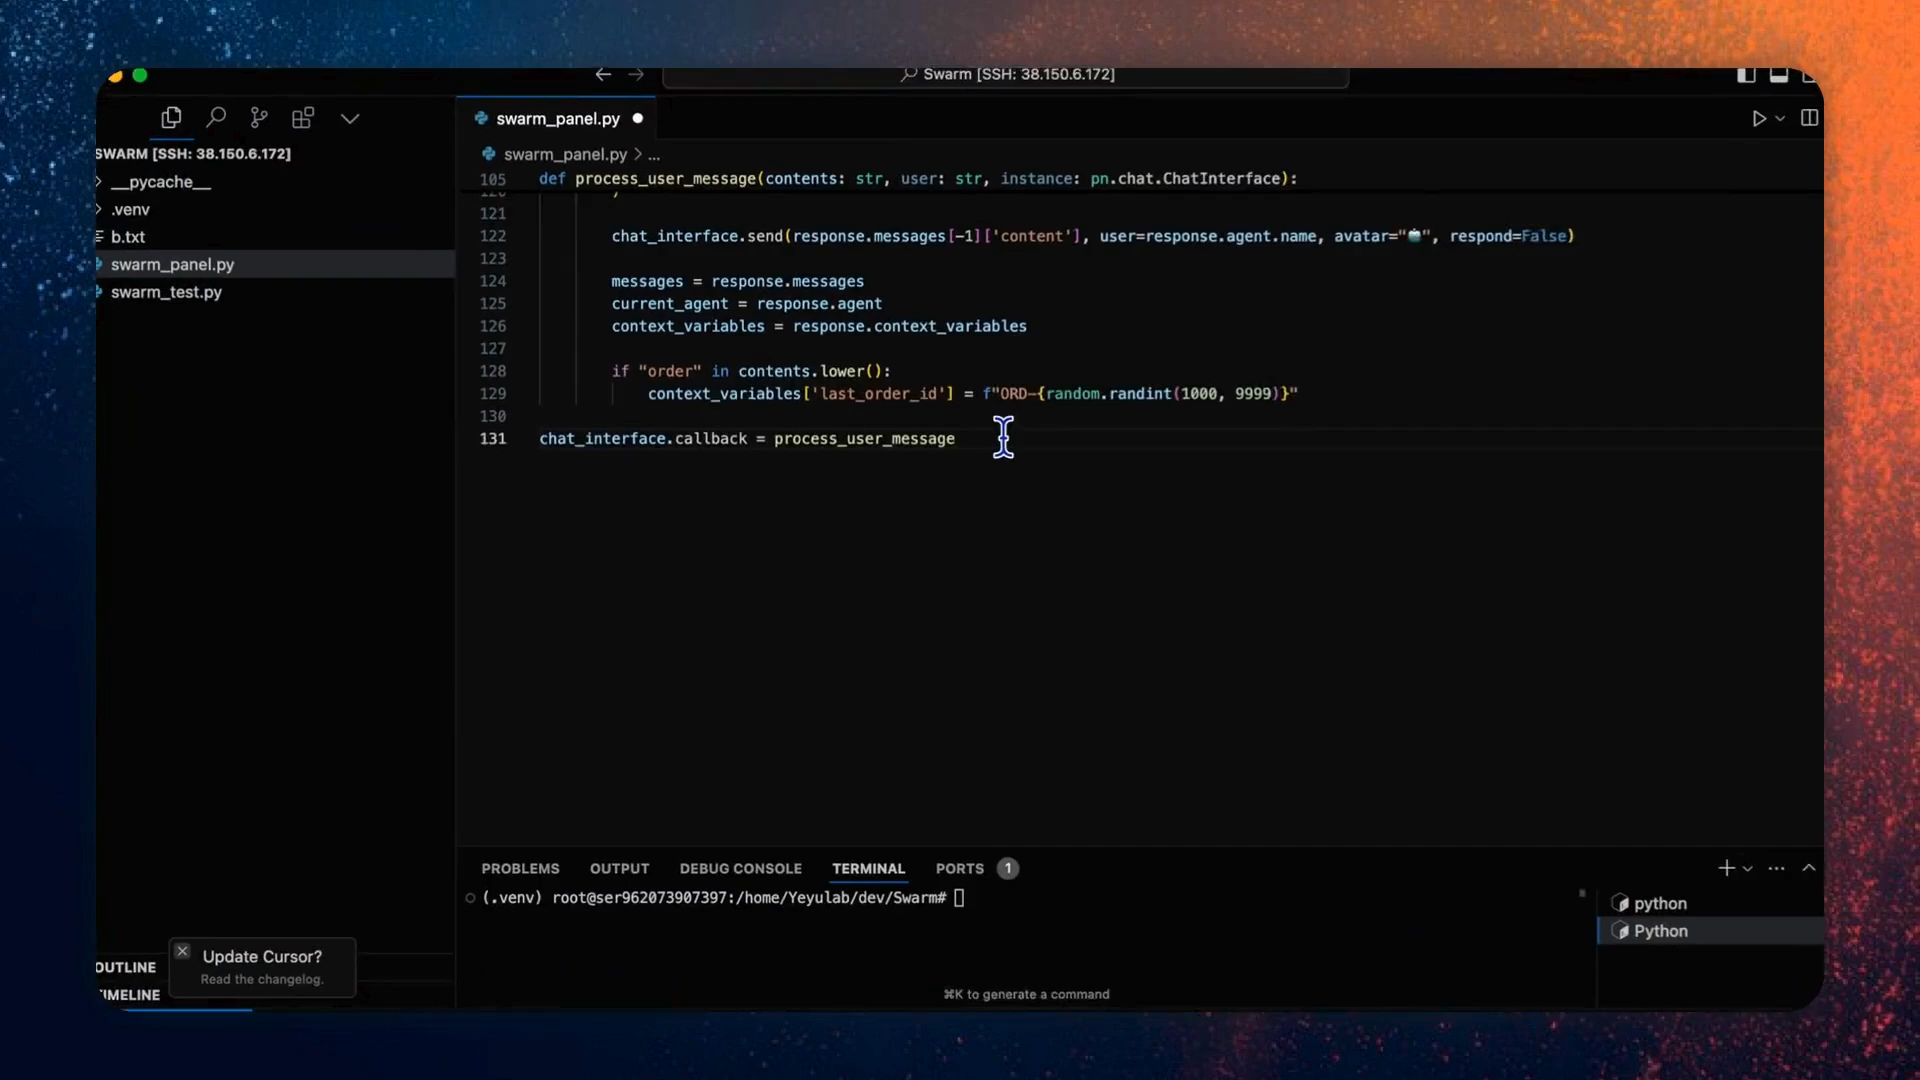 Swarm [SSH: 38.150.6.172]
SWARM [SSH: 38.150.6.172]
__pycache__
.venv
b.txt
swarm_panel.py
swarm_test.py
OUTLINE
TIMELINE
Update Cursor?
Read the changelog.
swarm_panel.py
swarm_panel.py > ...
105 def process_user_message(contents: str, user: str, instance: pn.chat.ChatInterface):
120 )
121
122 chat_interface.send(response.messages[-1]['content'], user=response.agent.name, avatar="🤖", respond=False)
123
124 messages = response.messages
125 current_agent = response.agent
126 context_variables = response.context_variables
127
128 if "order" in contents.lower():
129 context_variables['last_order_id'] = f"ORD-{random.randint(1000, 9999)}"
130
131 chat_interface.callback = process_user_message
PROBLEMS OUTPUT DEBUG CONSOLE TERMINAL PORTS 1
(.venv) root@ser962073907397:/home/Yeyulab/dev/Swarm#
python
Python
⌘K to generate a command